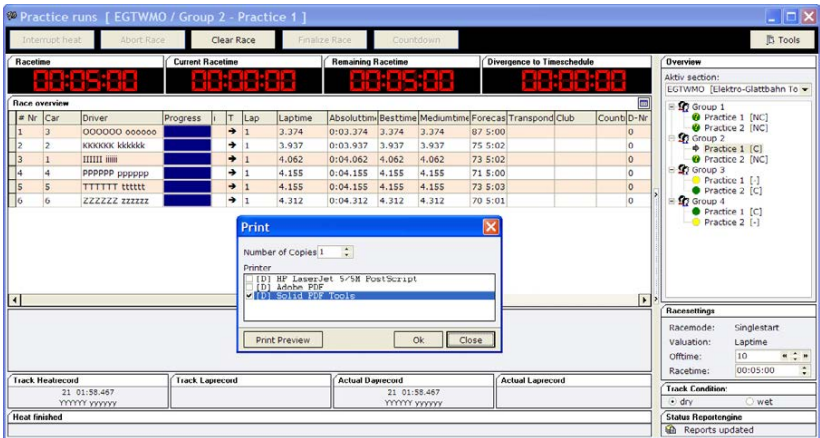 Practice runs [ EGTWMO / Group 2 - Practice 1 ]
Interrupt heat Abort Race Clear Race Finalize Race Countdown Tools
Racetime Current Racetime Remaining Racetime Divergence to Timeschedule
00:05:00 00:00:00 00:05:00 00:00:00
Race overview
# Nr Car Driver Progress i T Lap Laptime Absoluttim Besttime Mediumtime Forecas Transpond Club Counti D-Nr
1 3 OOOOOO oooooo 1 3.374 0:03.374 3.374 3.374 87 5:00 0
2 2 KKKKKK kkkkkk 1 3.937 0:03.937 3.937 3.937 75 5:02 0
3 1 IIIIII iiiiii 1 4.062 0:04.062 4.062 4.062 73 5:02 0
4 4 PPPPPP pppppp 1 4.155 0:04.155 4.155 4.155 71 5:00 0
5 5 TTTTTT tttttt 1 4.155 0:04.155 4.155 4.155 73 5:03 0
6 6 ZZZZZZ zzzzzz 1 4.312 0:04.312 4.312 4.312 70 5:01 0
Print
Number of Copies 1
Printer
[D] HP LaserJet 5/5M PostScript
[D] Adobe PDF
[D] Solid PDF Tools
Print Preview Ok Close
Track Heatrecord Track Laprecord Actual Dayrecord Actual Laprecord
21 01:58.467 21 01:58.467
YYYYYY yyyyyy YYYYYY yyyyyy
Heat finished
Overview
Aktiv section:
EGTWMO [Elektro-Glattbahn To
Group 1
Practice 1 [NC]
Practice 2 [NC]
Group 2
Practice 1 [C]
Practice 2 [NC]
Group 3
Practice 1 [-]
Practice 2 [C]
Group 4
Practice 1 [C]
Practice 2 [-]
Racesettings
Racemode: Singlestart
Valuation: Laptime
Offtime: 10
Racetime: 00:05:00
Track Condition:
dry wet
Status Reportengine
Reports updated